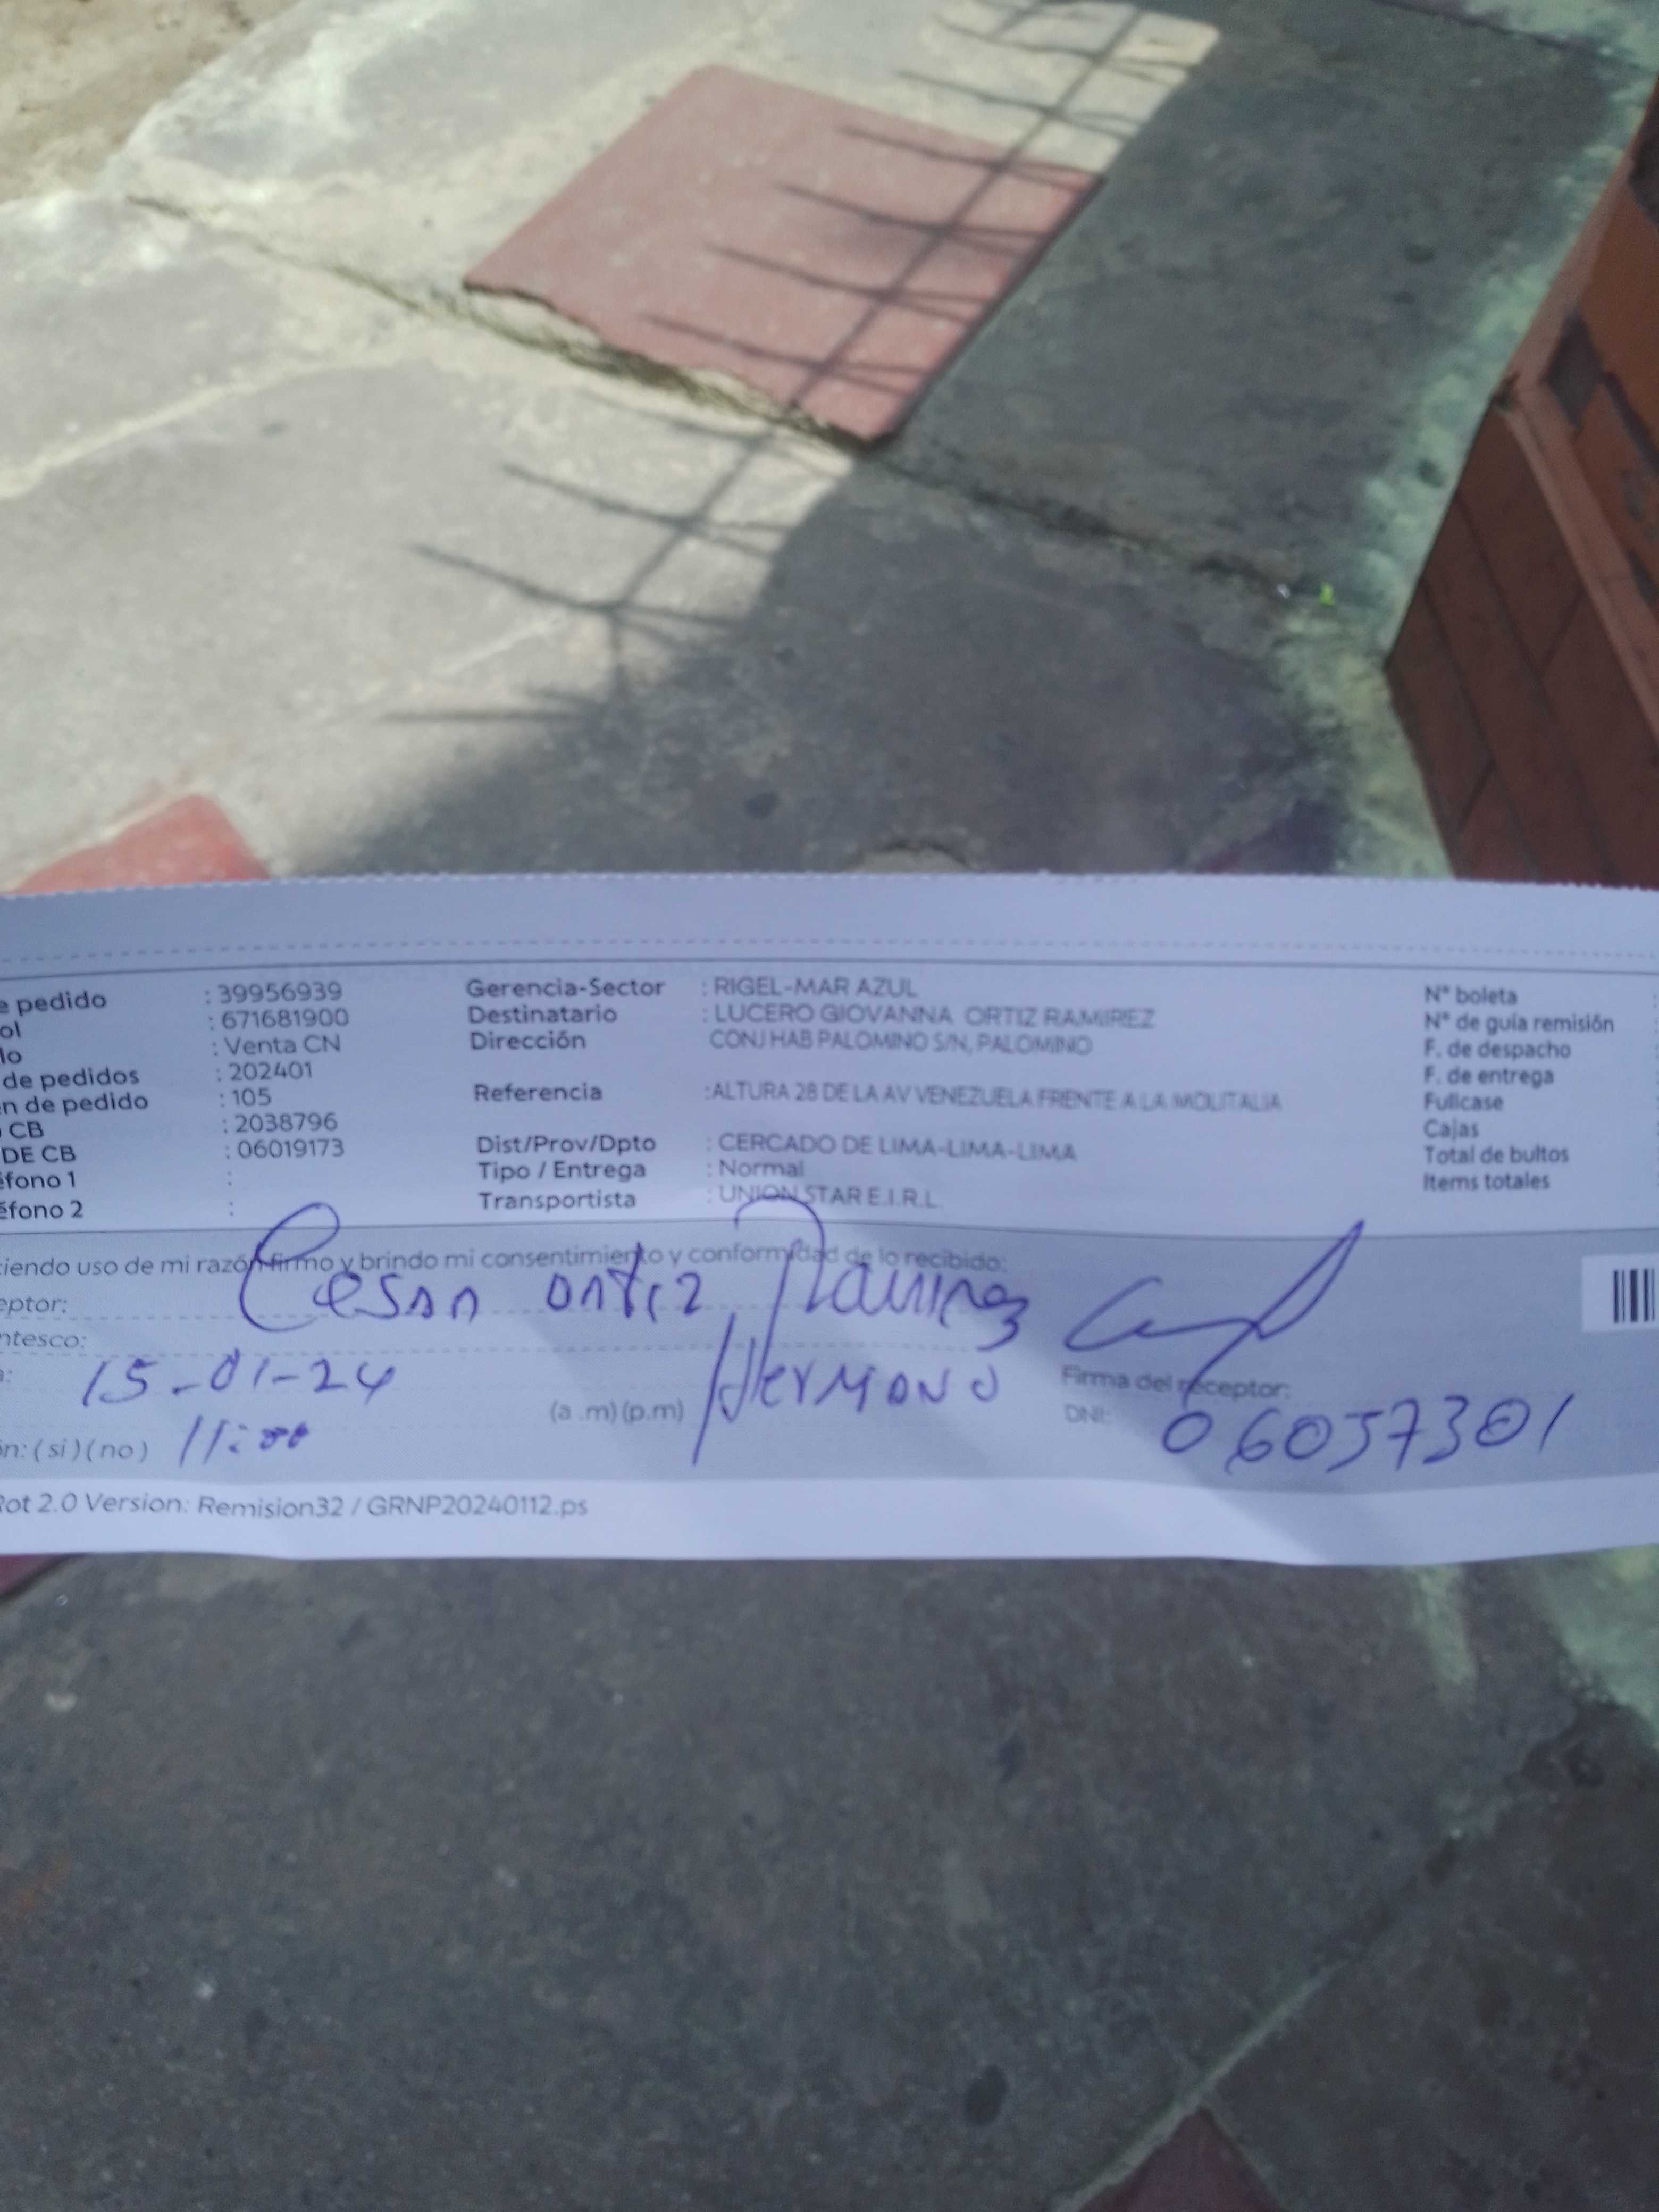 e pedido : 39956939 Gerencia-Sector : RIGEL-MAR AZUL N° boleta :
ol : 671681900 Destinatario : LUCERO GIOVANNA ORTIZ RAMIREZ N° de guía remisión :
lo : Venta CN Dirección CONJ HAB PALOMINO S/N, PALOMINO F. de despacho
de pedidos : 202401 F. de entrega
n de pedido : 105 Referencia :ALTURA 28 DE LA AV VENEZUELA FRENTE A LA MOLITALIA Fullcase
CB : 2038796 Cajas
DE CB : 06019173 Dist/Prov/Dpto : CERCADO DE LIMA-LIMA-LIMA Total de bultos
éfono 1 : Tipo / Entrega : Normal Items totales
éfono 2 : Transportista : UNION STAR E.I.R.L.
iendo uso de mi razón firmo y brindo mi consentimiento y conformidad de lo recibido:
eptor: Cesar Ortiz Ramirez
ntesco:
: 15-01-24 Hermano Firma del receptor:
(a .m) (p.m) DNI: 06057301
n: ( si ) ( no ) 11:00
Rot 2.0 Version: Remision32 / GRNP20240112.ps